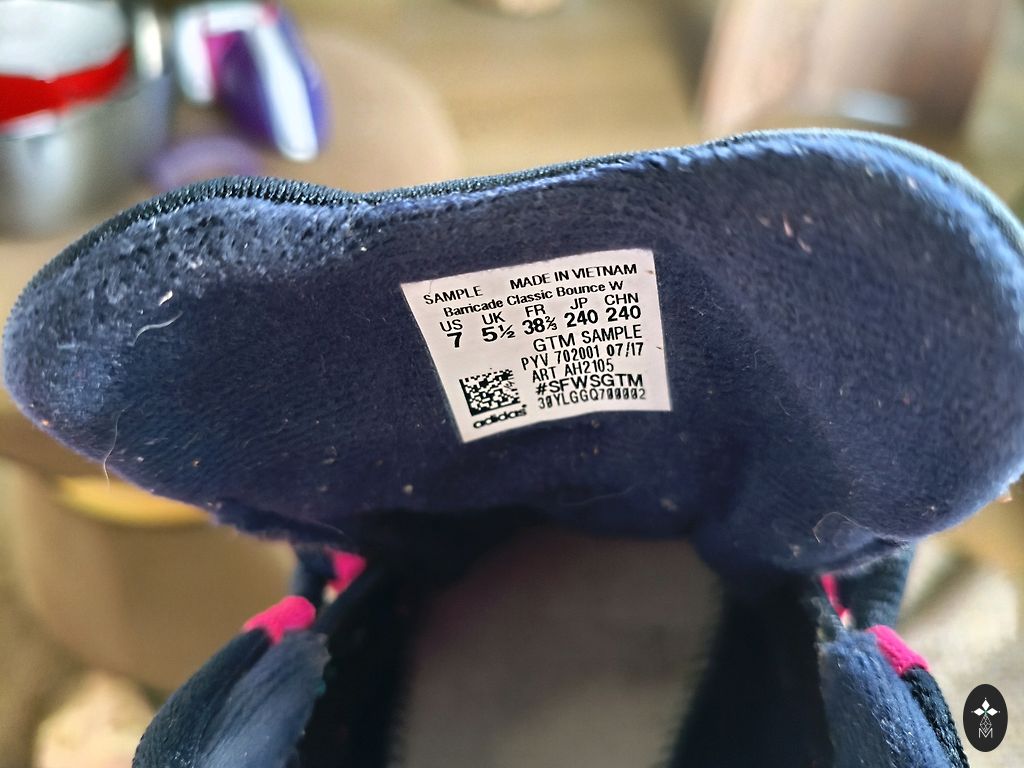 SAMPLE MADE IN VIETNAM
Barricade Classic Bounce W
US UK FR JP CHN
7 5½ 38⅔ 240 240
GTM SAMPLE
PYV 702001 07/17
ART AH2105
#SFWSGTM
30YLGGQ700002
adidas
M